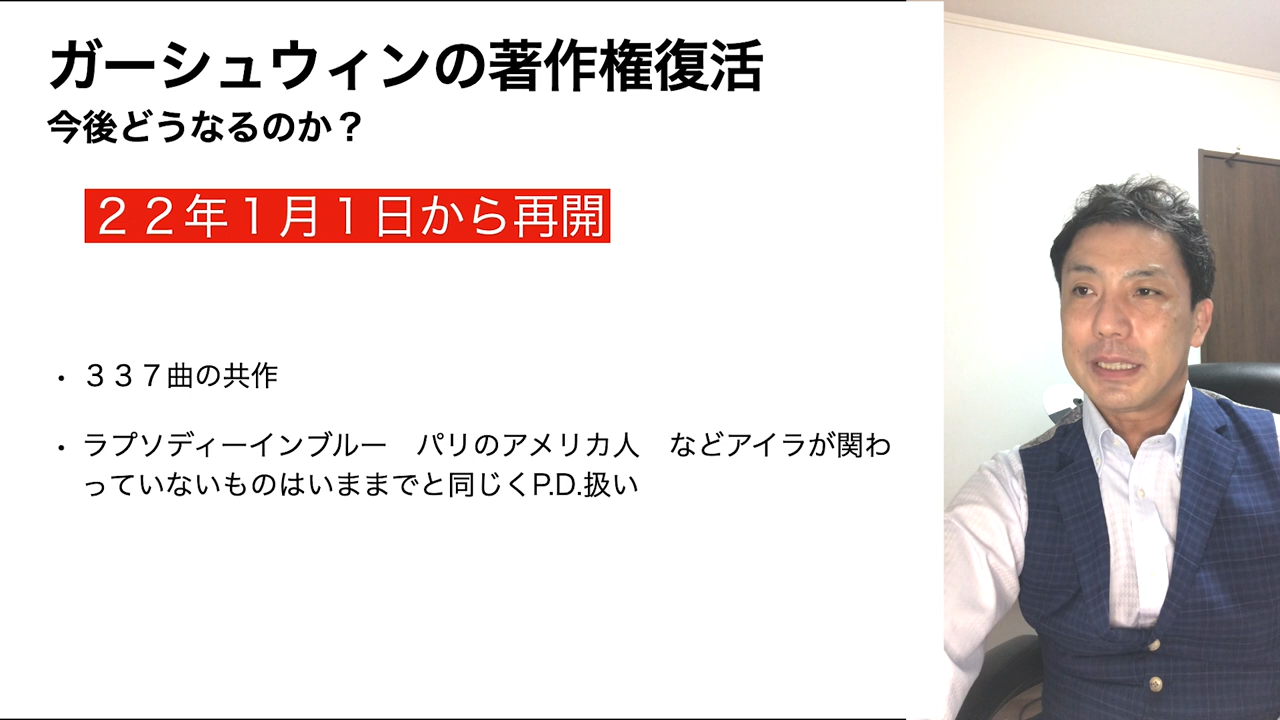 ガーシュウィンの著作権復活
今後どうなるのか？
２２年１月１日から再開
・３３７曲の共作
・ラプソディーインブルー　パリのアメリカ人　などアイラが関わ
っていないものはいままでと同じくP.D.扱い